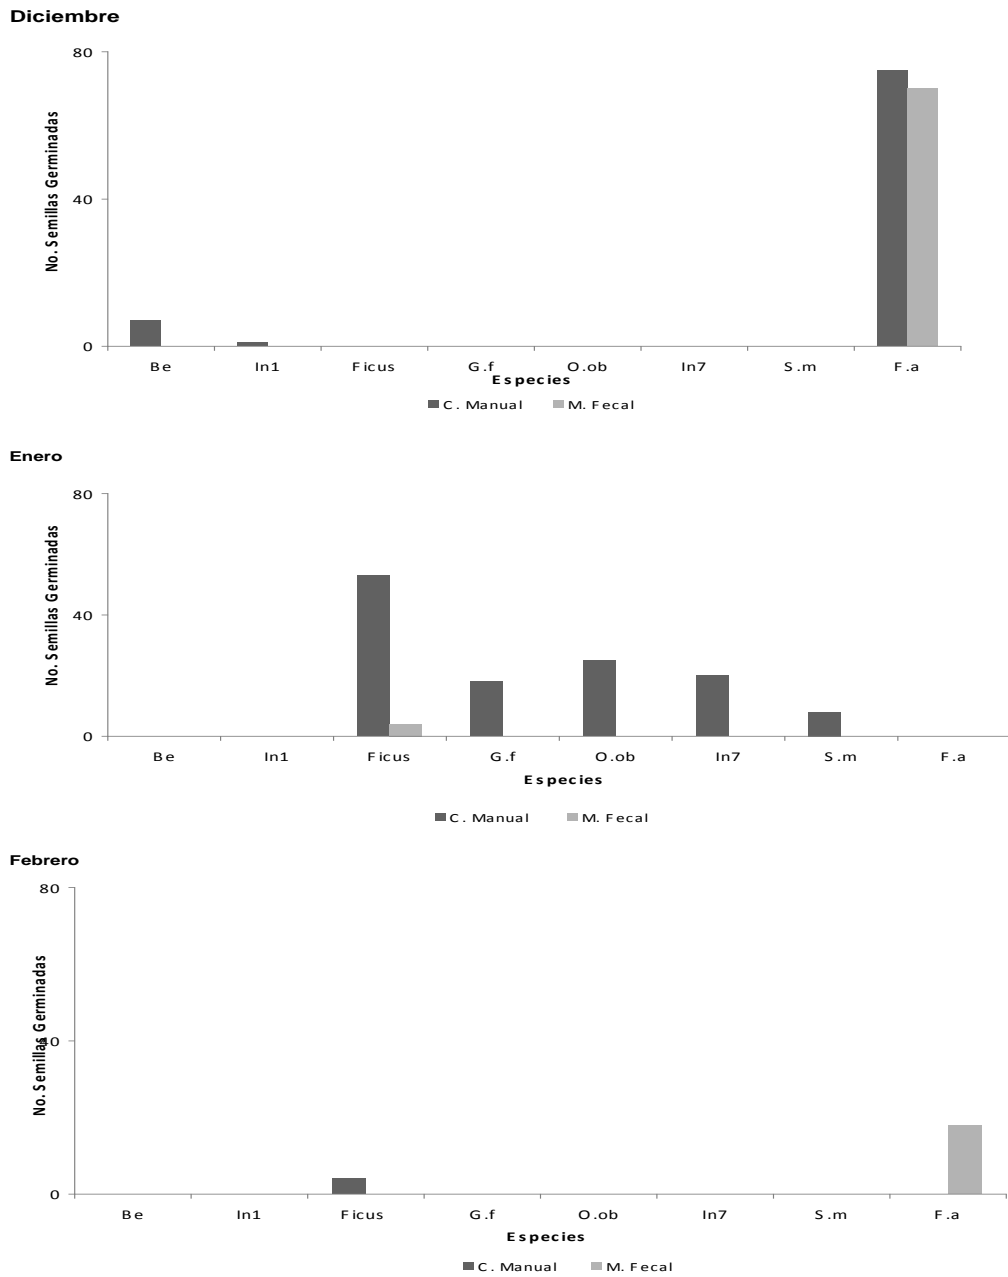 Diciembre
80
40
0
No. Semillas Germinadas
Be In1 Ficus G.f O.ob In7 S.m F.a
Especies
C. Manual M. Fecal
Enero
80
40
0
No. Semillas Germinadas
Be In1 Ficus G.f O.ob In7 S.m F.a
Especies
C. Manual M. Fecal
Febrero
80
40
0
No. Semillas Germinadas
Be In1 Ficus G.f O.ob In7 S.m F.a
Especies
C. Manual M. Fecal